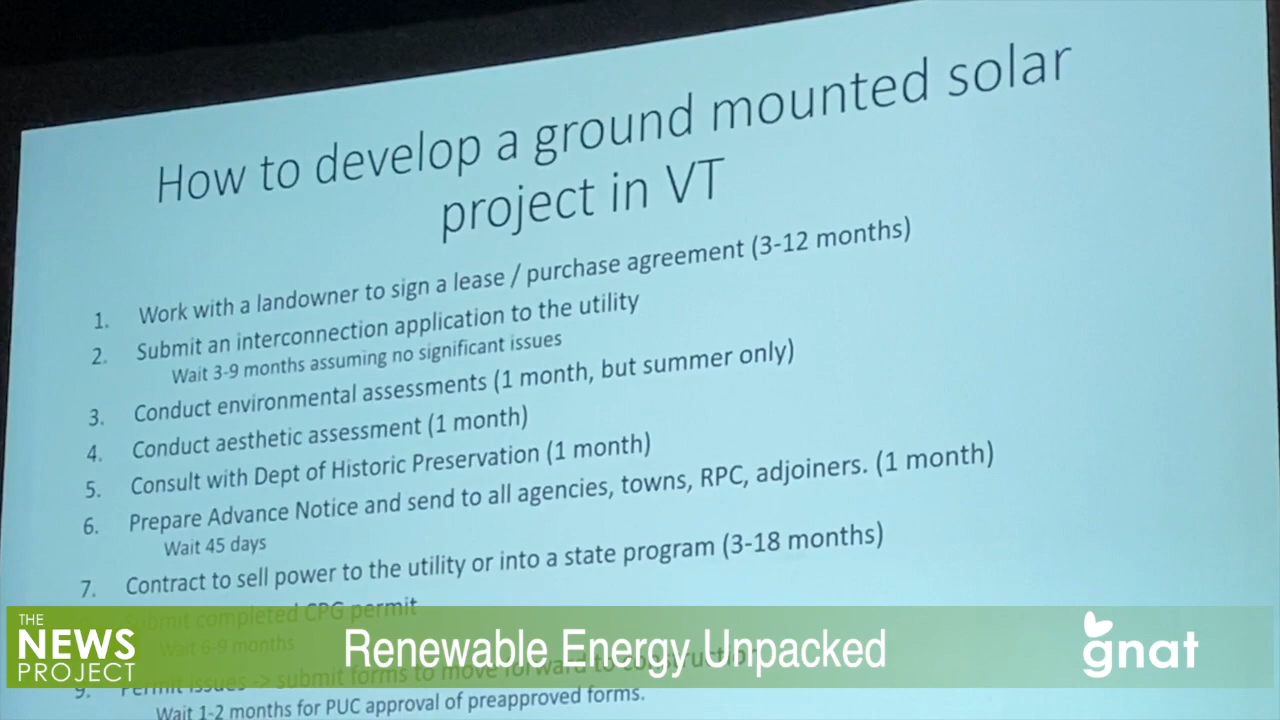 How to develop a ground mounted solar
project in VT
1. Work with a landowner to sign a lease / purchase agreement (3-12 months)
2. Submit an interconnection application to the utility
Wait 3-9 months assuming no significant issues
3. Conduct environmental assessments (1 month, but summer only)
4. Conduct aesthetic assessment (1 month)
5. Consult with Dept of Historic Preservation (1 month)
6. Prepare Advance Notice and send to all agencies, towns, RPC, adjoiners. (1 month)
Wait 45 days
7. Contract to sell power to the utility or into a state program (3-18 months)
Submit completed CPG permit
Wait 6-9 months
9. Permit issues -> submit forms to move forward to construction
Wait 1-2 months for PUC approval of preapproved forms.
THE
NEWS
PROJECT
Renewable Energy Unpacked
gnat